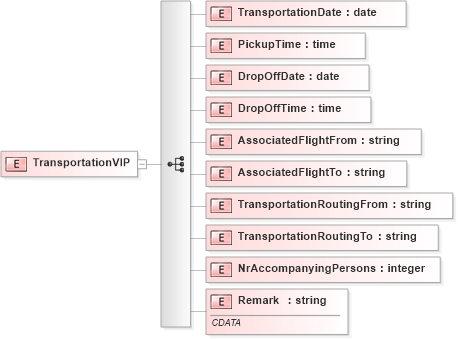 E TransportationDate : date
E PickupTime : time
E DropOffDate : date
E DropOffTime : time
E AssociatedFlightFrom : string
E TransportationVIP
E AssociatedFlightTo : string
E TransportationRoutingFrom : string
E TransportationRoutingTo : string
E NrAccompanyingPersons : integer
E Remark : string
CDATA